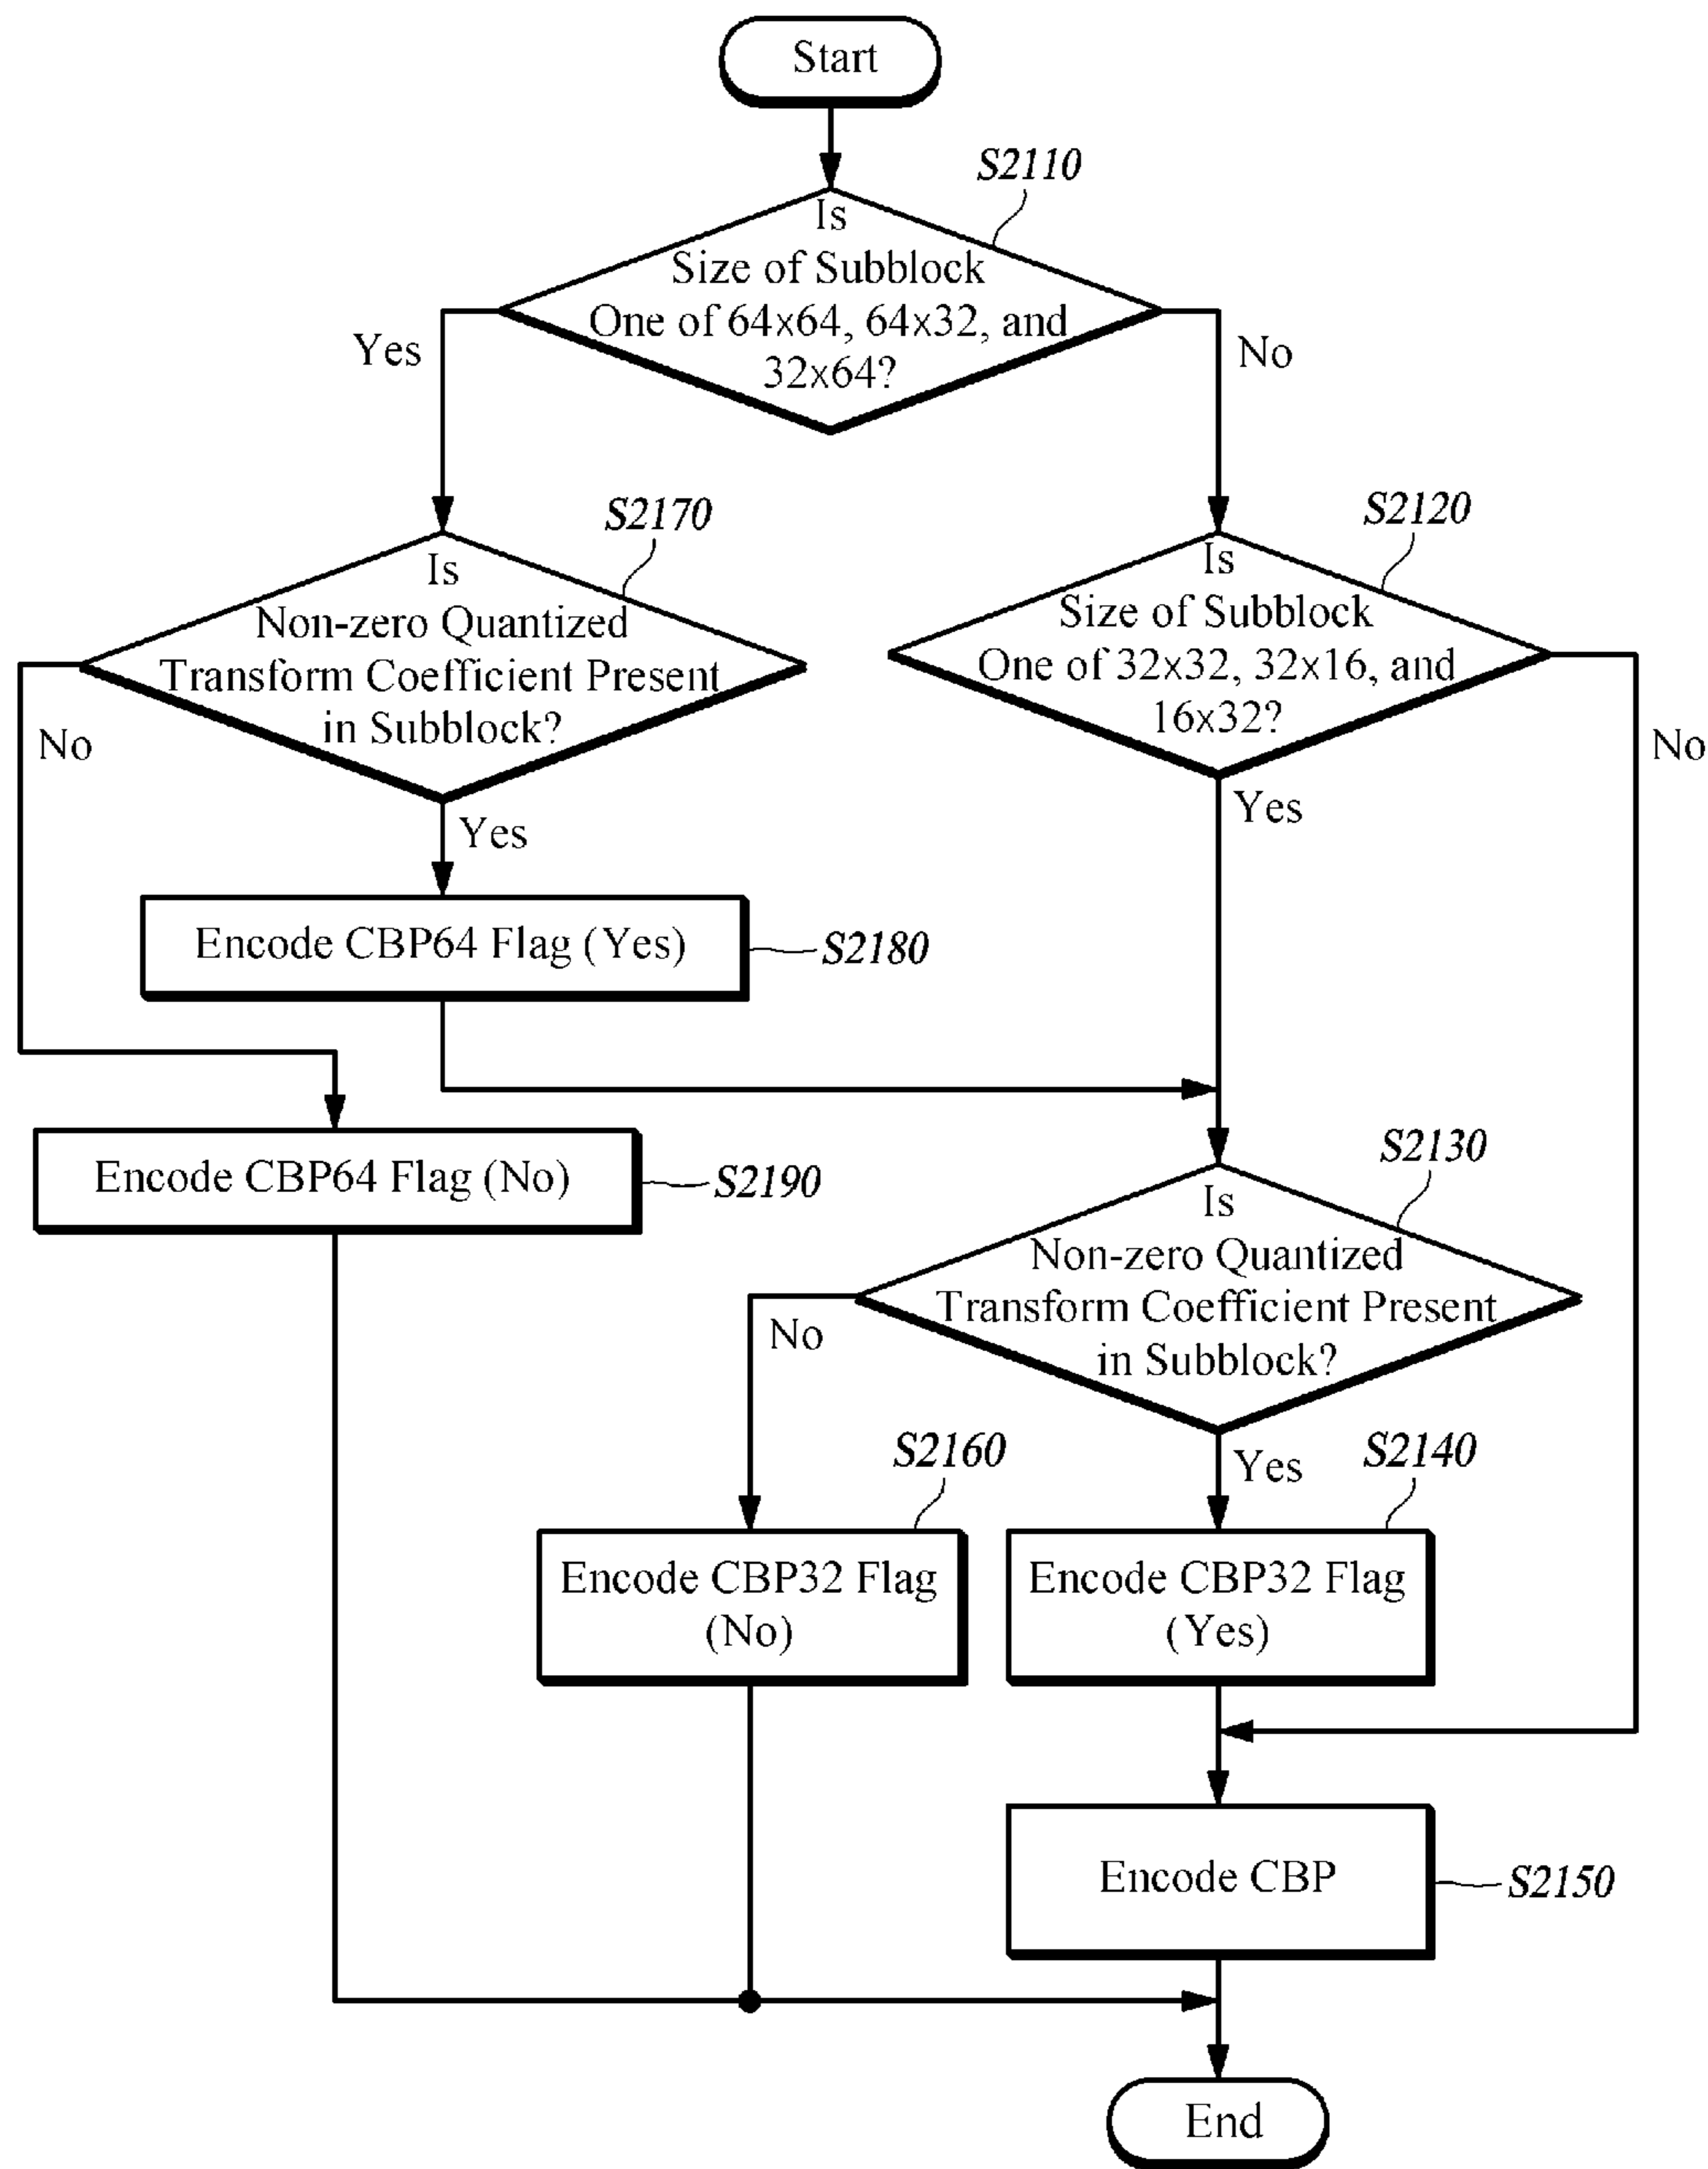 Start
S2110
Is
Size of Subblock
One of 64x64, 64x32, and
32x64?
Yes
No
S2170
Is
Non-zero Quantized
Transform Coefficient Present
in Subblock?
No
Yes
S2120
Is
Size of Subblock
One of 32x32, 32x16, and
16x32?
No
Yes
Encode CBP64 Flag (Yes)
S2180
Encode CBP64 Flag (No)
S2190
S2130
Is
Non-zero Quantized
Transform Coefficient Present
in Subblock?
No
Yes
S2160
Encode CBP32 Flag
(No)
S2140
Encode CBP32 Flag
(Yes)
Encode CBP
S2150
End